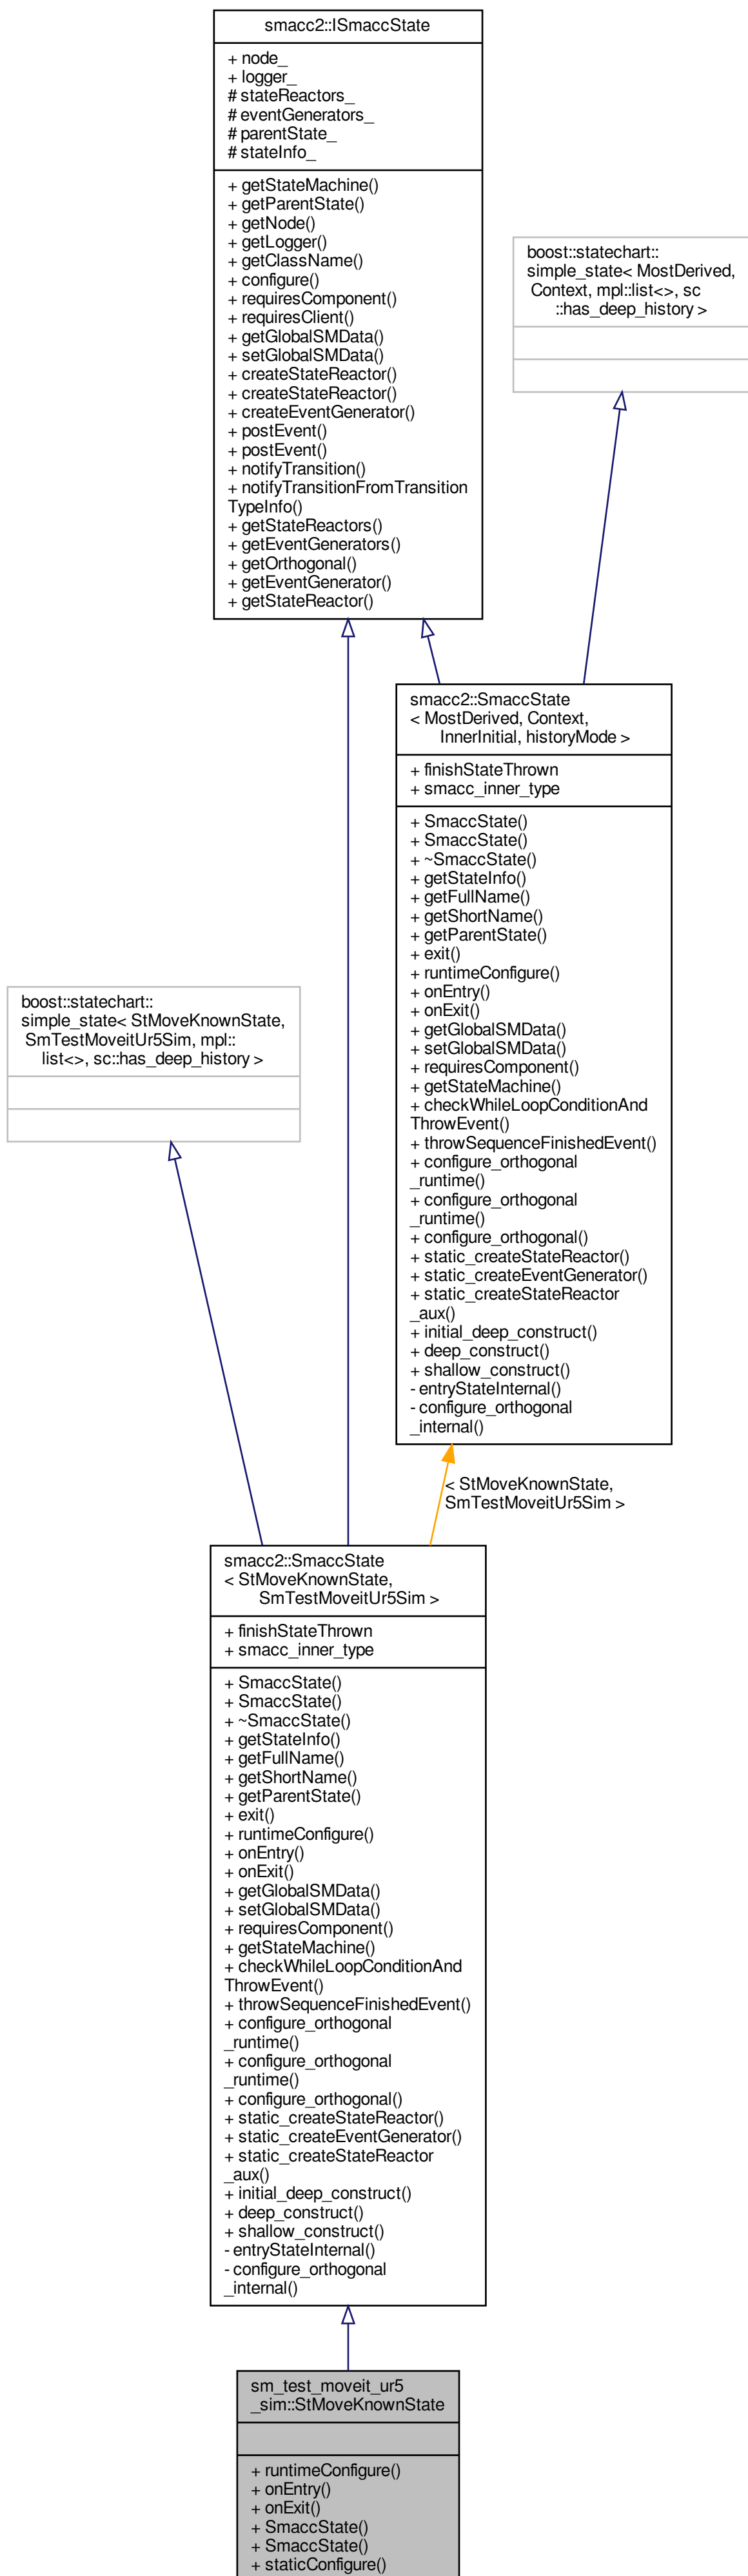 smacc2::ISmaccState
+ node_
+ logger_
# stateReactors_
# eventGenerators_
# parentState_
# stateInfo_
+ getStateMachine()
+ getParentState()
+ getNode()
+ getLogger()
+ getClassName()
+ configure()
+ requiresComponent()
+ requiresClient()
+ getGlobalSMData()
+ setGlobalSMData()
+ createStateReactor()
+ createStateReactor()
+ createEventGenerator()
+ postEvent()
+ postEvent()
+ notifyTransition()
+ notifyTransitionFromTransition
TypeInfo()
+ getStateReactors()
+ getEventGenerators()
+ getOrthogonal()
+ getEventGenerator()
+ getStateReactor()
boost::statechart::
simple_state< MostDerived,
Context, mpl::list<>, sc
::has_deep_history >
smacc2::SmaccState
< MostDerived, Context,
InnerInitial, historyMode >
+ finishStateThrown
+ smacc_inner_type
+ SmaccState()
+ SmaccState()
+ ~SmaccState()
+ getStateInfo()
+ getFullName()
+ getShortName()
+ getParentState()
+ exit()
+ runtimeConfigure()
+ onEntry()
+ onExit()
+ getGlobalSMData()
+ setGlobalSMData()
+ requiresComponent()
+ getStateMachine()
+ checkWhileLoopConditionAnd
ThrowEvent()
+ throwSequenceFinishedEvent()
+ configure_orthogonal
_runtime()
+ configure_orthogonal
_runtime()
+ configure_orthogonal()
+ static_createStateReactor()
+ static_createEventGenerator()
+ static_createStateReactor
_aux()
+ initial_deep_construct()
+ deep_construct()
+ shallow_construct()
- entryStateInternal()
- configure_orthogonal
_internal()
boost::statechart::
simple_state< StMoveKnownState,
SmTestMoveitUr5Sim, mpl::
list<>, sc::has_deep_history >
< StMoveKnownState,
SmTestMoveitUr5Sim >
smacc2::SmaccState
< StMoveKnownState,
SmTestMoveitUr5Sim >
+ finishStateThrown
+ smacc_inner_type
+ SmaccState()
+ SmaccState()
+ ~SmaccState()
+ getStateInfo()
+ getFullName()
+ getShortName()
+ getParentState()
+ exit()
+ runtimeConfigure()
+ onEntry()
+ onExit()
+ getGlobalSMData()
+ setGlobalSMData()
+ requiresComponent()
+ getStateMachine()
+ checkWhileLoopConditionAnd
ThrowEvent()
+ throwSequenceFinishedEvent()
+ configure_orthogonal
_runtime()
+ configure_orthogonal
_runtime()
+ configure_orthogonal()
+ static_createStateReactor()
+ static_createEventGenerator()
+ static_createStateReactor
_aux()
+ initial_deep_construct()
+ deep_construct()
+ shallow_construct()
- entryStateInternal()
- configure_orthogonal
_internal()
sm_test_moveit_ur5
_sim::StMoveKnownState
+ runtimeConfigure()
+ onEntry()
+ onExit()
+ SmaccState()
+ SmaccState()
+ staticConfigure()